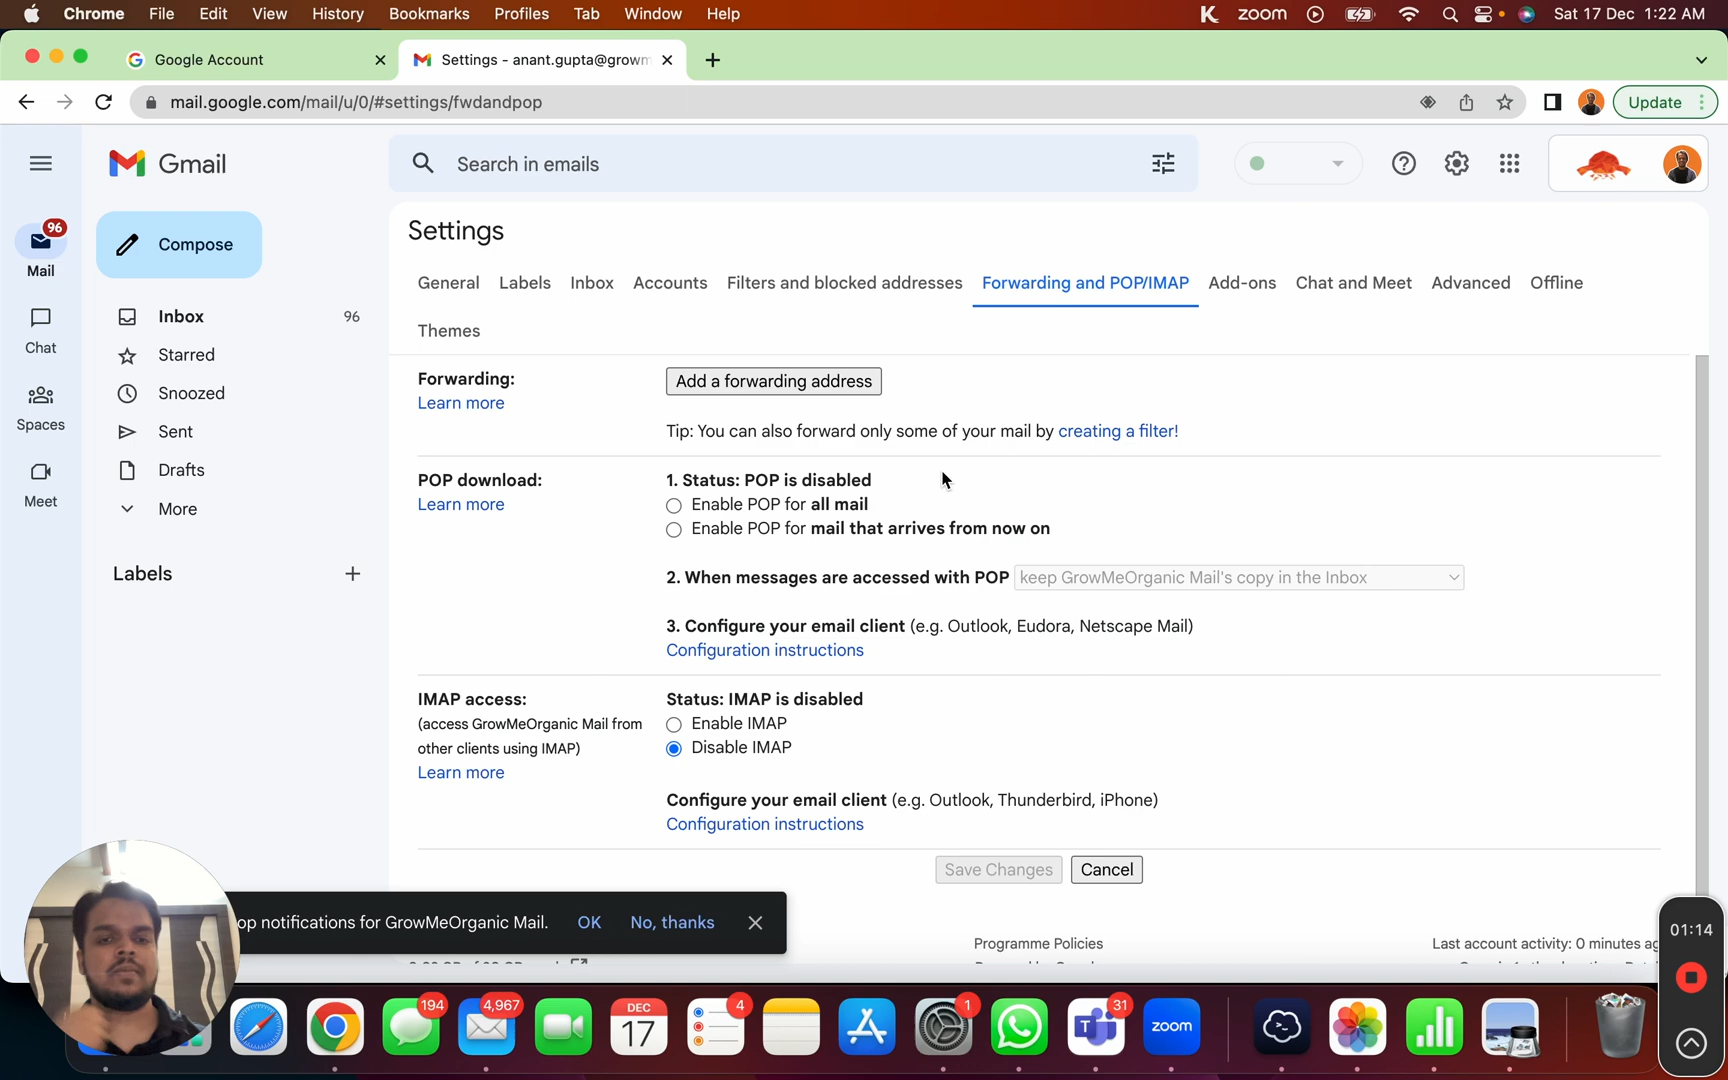 Chrome File Edit View History Bookmarks Profiles Tab Window Help
zoom Sat 17 Dec 1:22 AM
Google Account
Settings - anant.gupta@growm
mail.google.com/mail/u/0/#settings/fwdandpop
Update
Gmail
Search in emails
96
Mail
Chat
Spaces
Meet
Compose
Inbox 96
Starred
Snoozed
Sent
Drafts
More
Labels
Settings
General Labels Inbox Accounts Filters and blocked addresses Forwarding and POP/IMAP Add-ons Chat and Meet Advanced Offline
Themes
Forwarding:
Learn more
Add a forwarding address
Tip: You can also forward only some of your mail by creating a filter!
POP download:
Learn more
1. Status: POP is disabled
Enable POP for all mail
Enable POP for mail that arrives from now on
2. When messages are accessed with POP keep GrowMeOrganic Mail's copy in the Inbox
3. Configure your email client (e.g. Outlook, Eudora, Netscape Mail)
Configuration instructions
IMAP access:
(access GrowMeOrganic Mail from
other clients using IMAP)
Learn more
Status: IMAP is disabled
Enable IMAP
Disable IMAP
Configure your email client (e.g. Outlook, Thunderbird, iPhone)
Configuration instructions
Save Changes Cancel
op notifications for GrowMeOrganic Mail. OK No, thanks
Programme Policies
Last account activity: 0 minutes ag
01:14
194
4,967
DEC
17
4
1
31
zoom